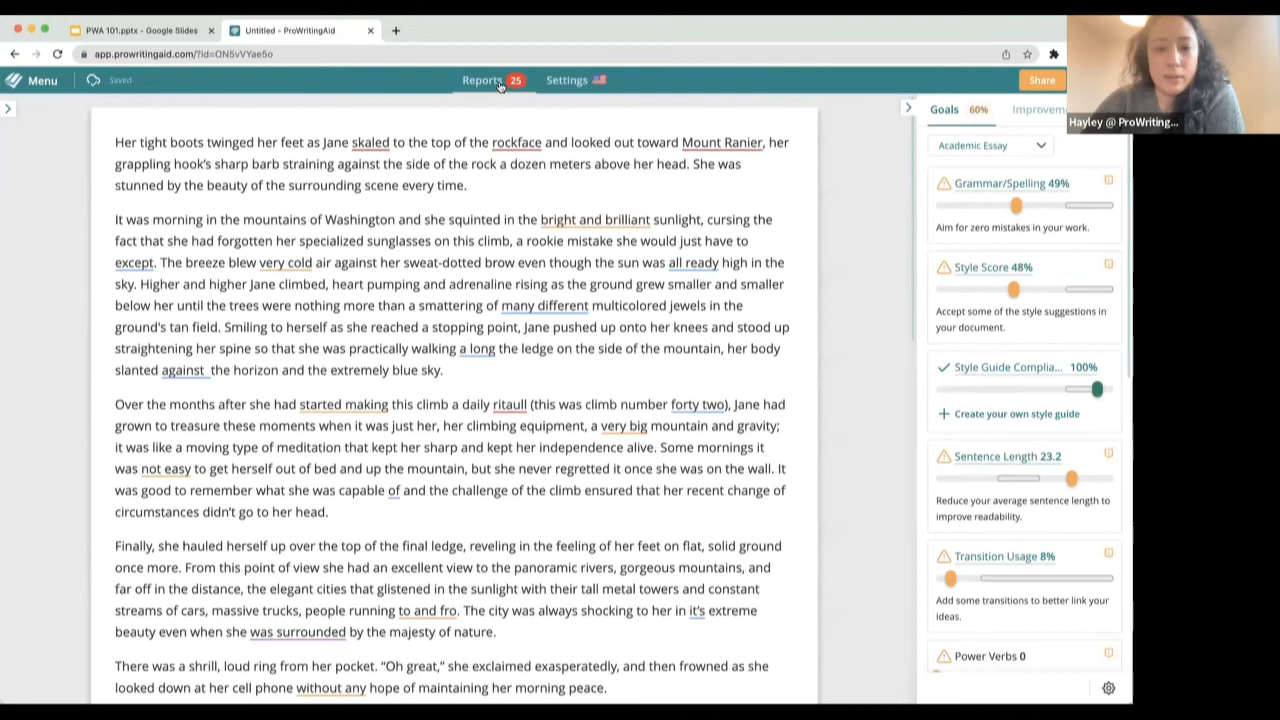 PWA 101.pptx - Google Slides
Untitled - ProWritingAid
app.prowritingaid.com/?id=ON5vVYae5o
Menu
Saved
Reports 25
Settings
Share
Hayley @ ProWriting...
Her tight boots twinged her feet as Jane skaled to the top of the rockface and looked out toward Mount Ranier, her
grappling hook's sharp barb straining against the side of the rock a dozen meters above her head. She was
stunned by the beauty of the surrounding scene every time.
It was morning in the mountains of Washington and she squinted in the bright and brilliant sunlight, cursing the
fact that she had forgotten her specialized sunglasses on this climb, a rookie mistake she would just have to
except. The breeze blew very cold air against her sweat-dotted brow even though the sun was all ready high in the
sky. Higher and higher Jane climbed, heart pumping and adrenaline rising as the ground grew smaller and smaller
below her until the trees were nothing more than a smattering of many different multicolored jewels in the
ground's tan field. Smiling to herself as she reached a stopping point, Jane pushed up onto her knees and stood up
straightening her spine so that she was practically walking a long the ledge on the side of the mountain, her body
slanted against  the horizon and the extremely blue sky.
Over the months after she had started making this climb a daily ritaull (this was climb number forty two), Jane had
grown to treasure these moments when it was just her, her climbing equipment, a very big mountain and gravity;
it was like a moving type of meditation that kept her sharp and kept her independence alive. Some mornings it
was not easy to get herself out of bed and up the mountain, but she never regretted it once she was on the wall. It
was good to remember what she was capable of and the challenge of the climb ensured that her recent change of
circumstances didn't go to her head.
Finally, she hauled herself up over the top of the final ledge, reveling in the feeling of her feet on flat, solid ground
once more. From this point of view she had an excellent view to the panoramic rivers, gorgeous mountains, and
far off in the distance, the elegant cities that glistened in the sunlight with their tall metal towers and constant
streams of cars, massive trucks, people running to and fro. The city was always shocking to her in it's extreme
beauty even when she was surrounded by the majesty of nature.
There was a shrill, loud ring from her pocket. "Oh great," she exclaimed exasperatedly, and then frowned as she
looked down at her cell phone without any hope of maintaining her morning peace.
Goals 60%
Improvem
Academic Essay
Grammar/Spelling 49%
Aim for zero mistakes in your work.
Style Score 48%
Accept some of the style suggestions in
your document.
Style Guide Complia... 100%
+ Create your own style guide
Sentence Length 23.2
Reduce your average sentence length to
improve readability.
Transition Usage 8%
Add some transitions to better link your
ideas.
Power Verbs 0